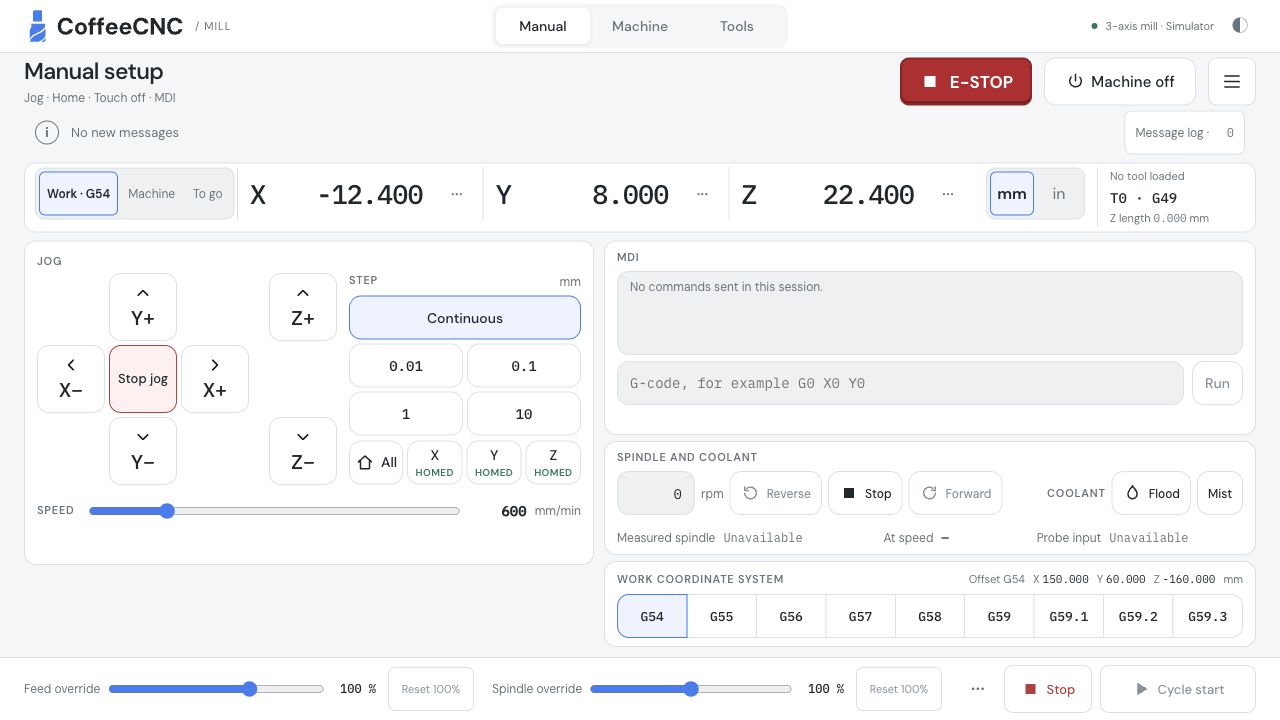 CoffeeCNC / MILL
Manual Machine Tools
3-axis mill · Simulator
Manual setup
Jog · Home · Touch off · MDI
E-STOP
Machine off
No new messages
Message log · 0
Work · G54 Machine To go
X -12.400 ···
Y 8.000 ···
Z 22.400 ···
mm in
No tool loaded
T0 · G49
Z length 0.000 mm
JOG
Y+
X−
Stop jog
X+
Y−
Z+
Z−
STEP mm
Continuous
0.01 0.1
1 10
All
X HOMED
Y HOMED
Z HOMED
SPEED 600 mm/min
MDI
No commands sent in this session.
G-code, for example G0 X0 Y0
Run
SPINDLE AND COOLANT
0 rpm Reverse Stop Forward COOLANT Flood Mist
Measured spindle Unavailable At speed – Probe input Unavailable
WORK COORDINATE SYSTEM Offset G54 X 150.000 Y 60.000 Z -160.000 mm
G54 G55 G56 G57 G58 G59 G59.1 G59.2 G59.3
Feed override 100 % Reset 100% Spindle override 100 % Reset 100% ··· Stop Cycle start